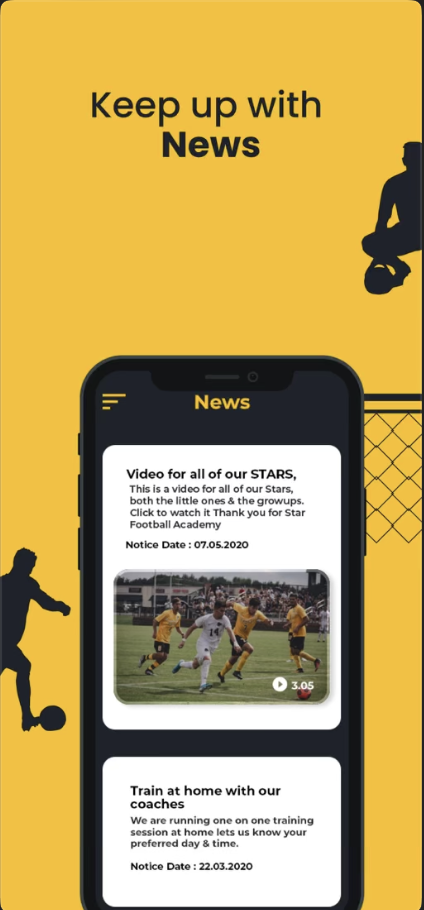 Keep up with
News
News
Video for all of our STARS,
This is a video for all of our Stars,
both the little ones & the growups.
Click to watch it Thank you for Star
Football Academy
Notice Date : 07.05.2020
14
3.05
Train at home with our
coaches
We are running one on one training
session at home lets us know your
preferred day & time.
Notice Date : 22.03.2020